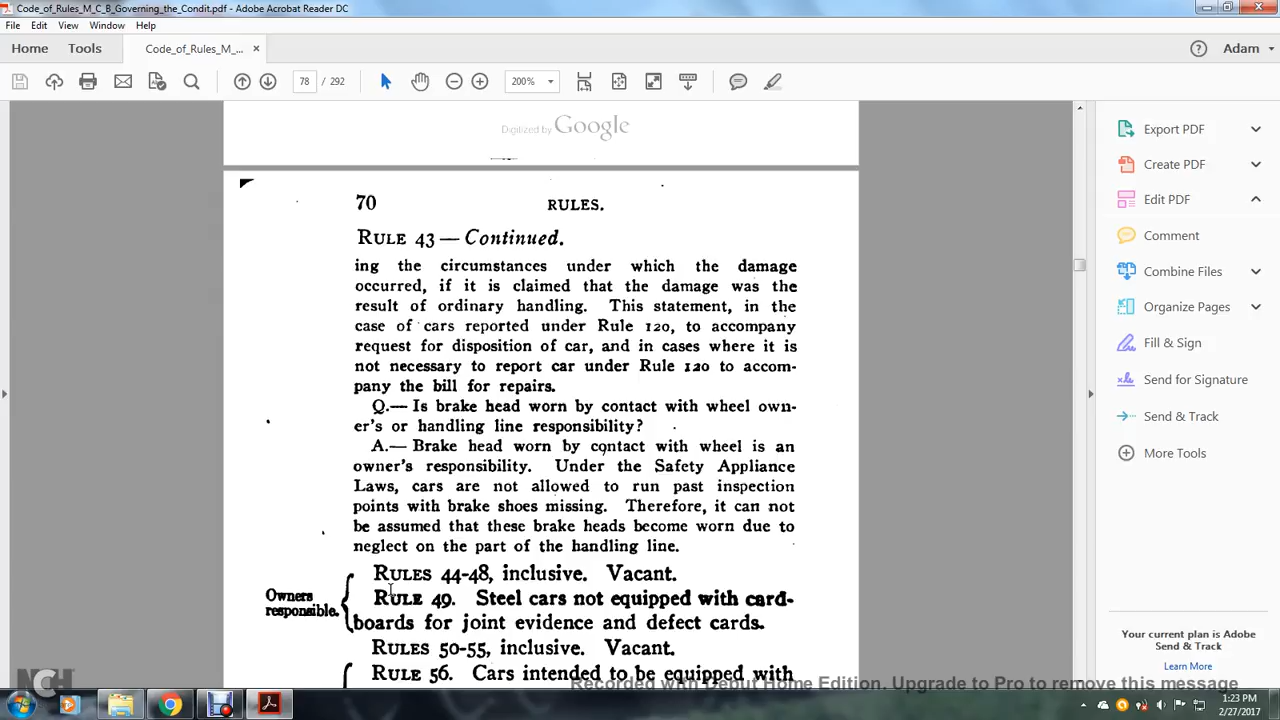 Code_of_Rules_M_C_B_Governing_the_Condit.pdf - Adobe Acrobat Reader DC
File Edit View Window Help
Home Tools Code_of_Rules_M_... ×
Adam
78 / 292
200%
Digitized by Google
70 RULES.
RULE 43 — Continued.
ing the circumstances under which the damage
occurred, if it is claimed that the damage was the
result of ordinary handling. This statement, in the
case of cars reported under Rule 120, to accompany
request for disposition of car, and in cases where it is
not necessary to report car under Rule 120 to accom-
pany the bill for repairs.
Q.— Is brake head worn by contact with wheel own-
er's or handling line responsibility?
A.— Brake head worn by contact with wheel is an
owner's responsibility. Under the Safety Appliance
Laws, cars are not allowed to run past inspection
points with brake shoes missing. Therefore, it can not
be assumed that these brake heads become worn due to
neglect on the part of the handling line.
RULES 44-48, inclusive. Vacant.
Owners
responsible.
RULE 49. Steel cars not equipped with card-
boards for joint evidence and defect cards.
RULES 50-55, inclusive. Vacant.
RULE 56. Cars intended to be equipped with
Export PDF
Create PDF
Edit PDF
Comment
Combine Files
Organize Pages
Fill & Sign
Send for Signature
Send & Track
More Tools
Your current plan is Adobe
Send & Track
Learn More
NCH
Recorded with Debut Home Edition. Upgrade to Pro to remove this message
1:23 PM
2/27/2017